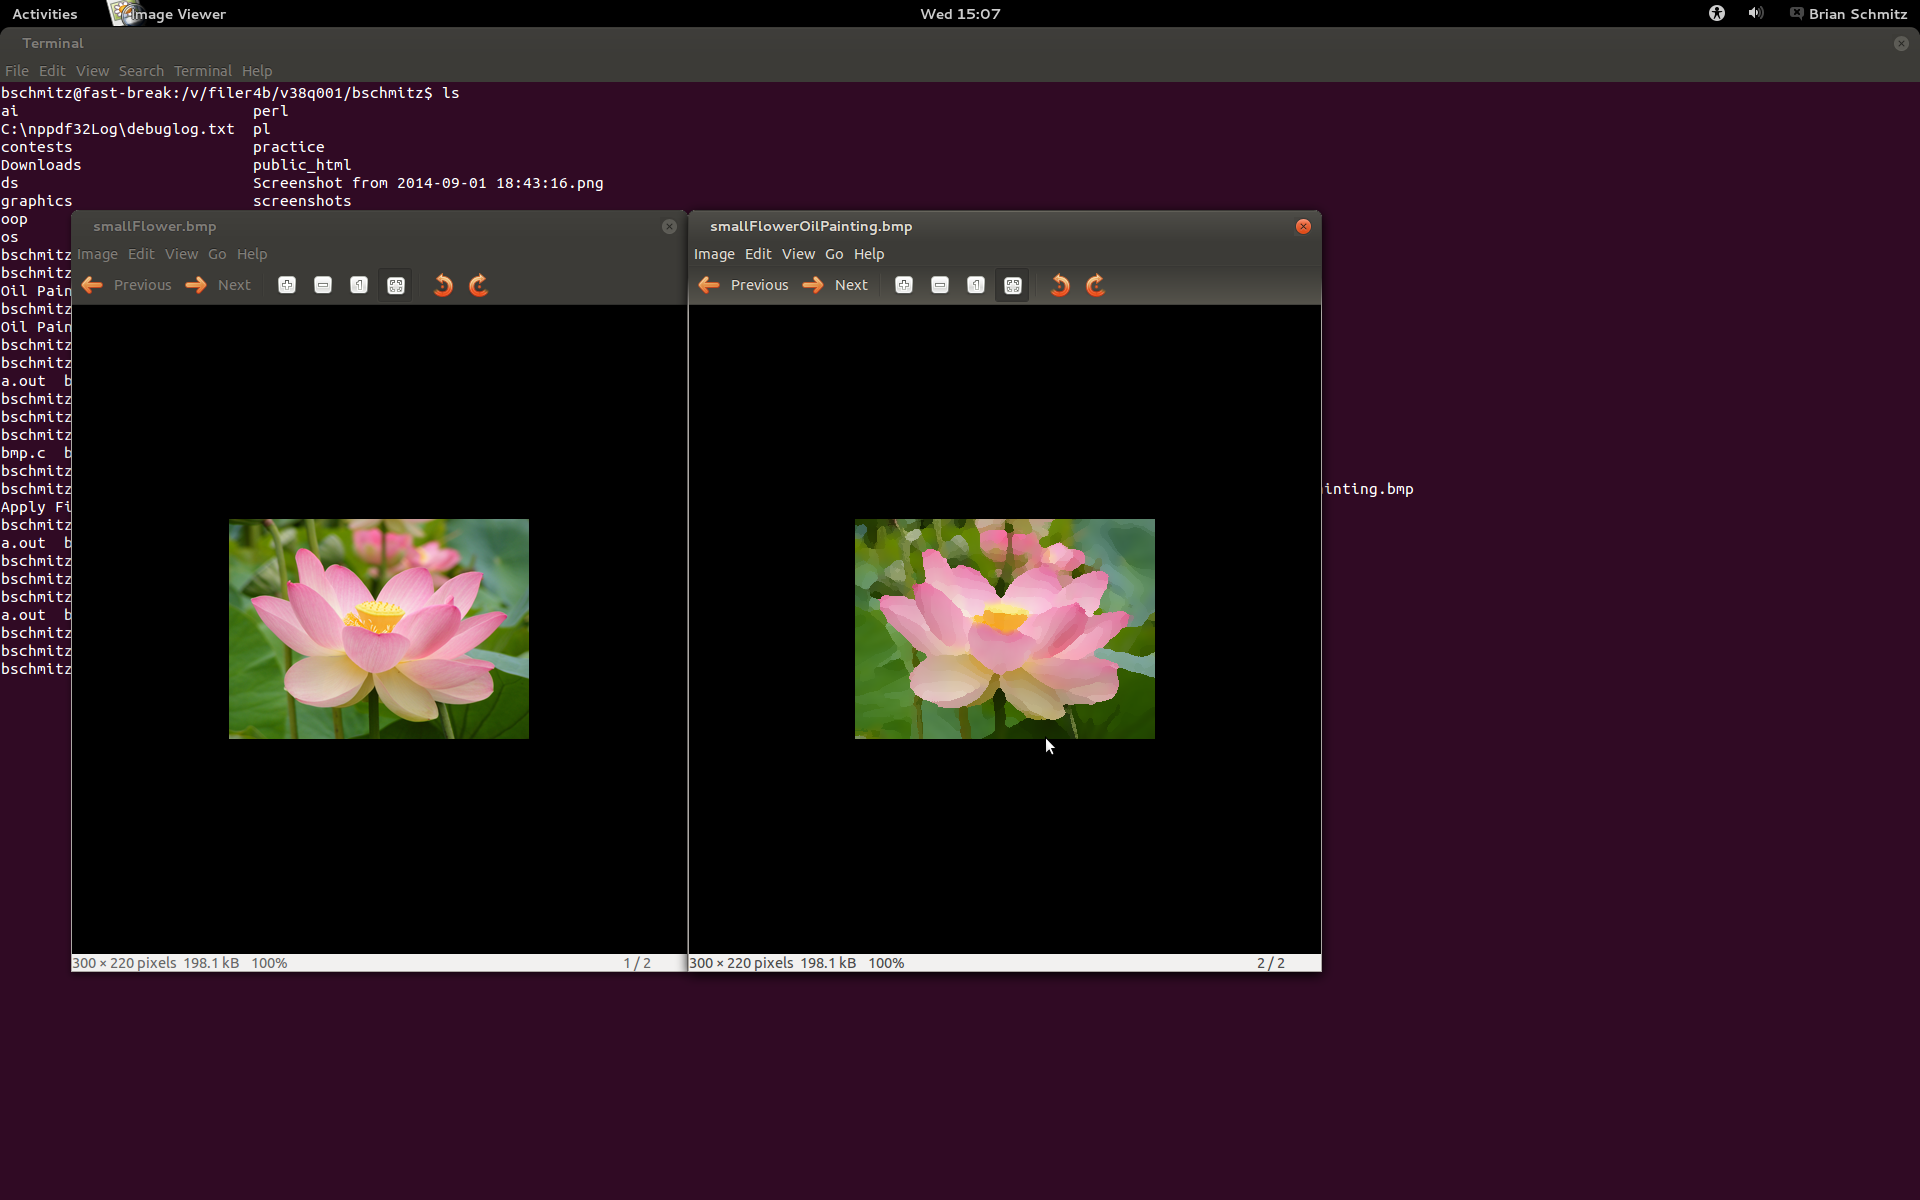 Activities Image Viewer Wed 15:07 Brian Schmitz
Terminal
File Edit View Search Terminal Help
bschmitz@fast-break:/v/filer4b/v38q001/bschmitz$ ls
ai perl
C:\nppdf32Log\debuglog.txt pl
contests practice
Downloads public_html
ds Screenshot from 2014-09-01 18:43:16.png
graphics screenshots
oop
os
bschmitz
bschmitz
Oil Pain
bschmitz
Oil Pain
bschmitz
bschmitz
a.out b
bschmitz
bschmitz
bschmitz
bmp.c b
bschmitz
bschmitz inting.bmp
Apply Fi
bschmitz
a.out b
bschmitz
bschmitz
bschmitz
a.out b
bschmitz
bschmitz
bschmitz
smallFlower.bmp
Image Edit View Go Help
Previous Next
300 × 220 pixels 198.1 kB 100% 1 / 2
smallFlowerOilPainting.bmp
Image Edit View Go Help
Previous Next
300 × 220 pixels 198.1 kB 100% 2 / 2